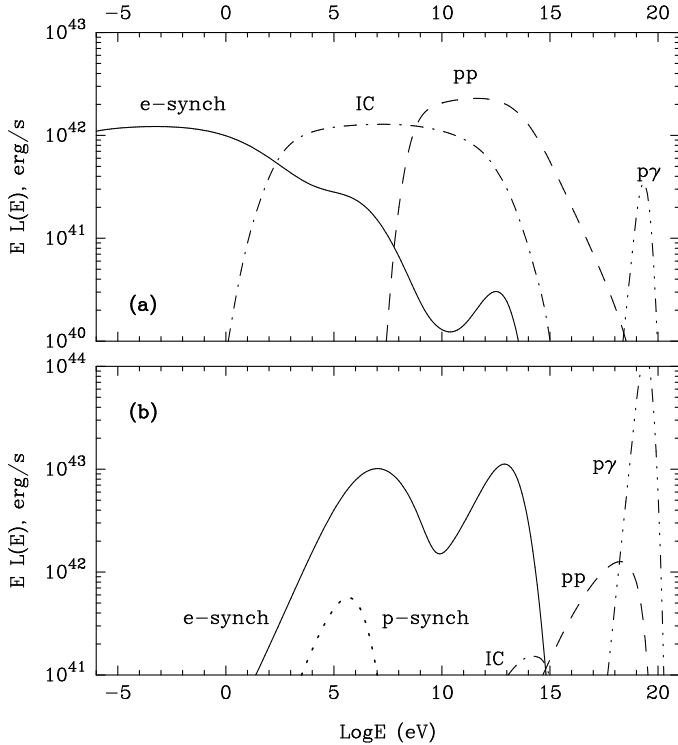 −5 0 5 10 15 20
10^43
pp
e−synch IC
10^42
pγ
E L(E), erg/s
10^41
(a)
10^40
10^44
(b)
10^43
pγ
E L(E), erg/s
10^42
pp
e−synch p−synch
IC
10^41
−5 0 5 10 15 20
LogE (eV)